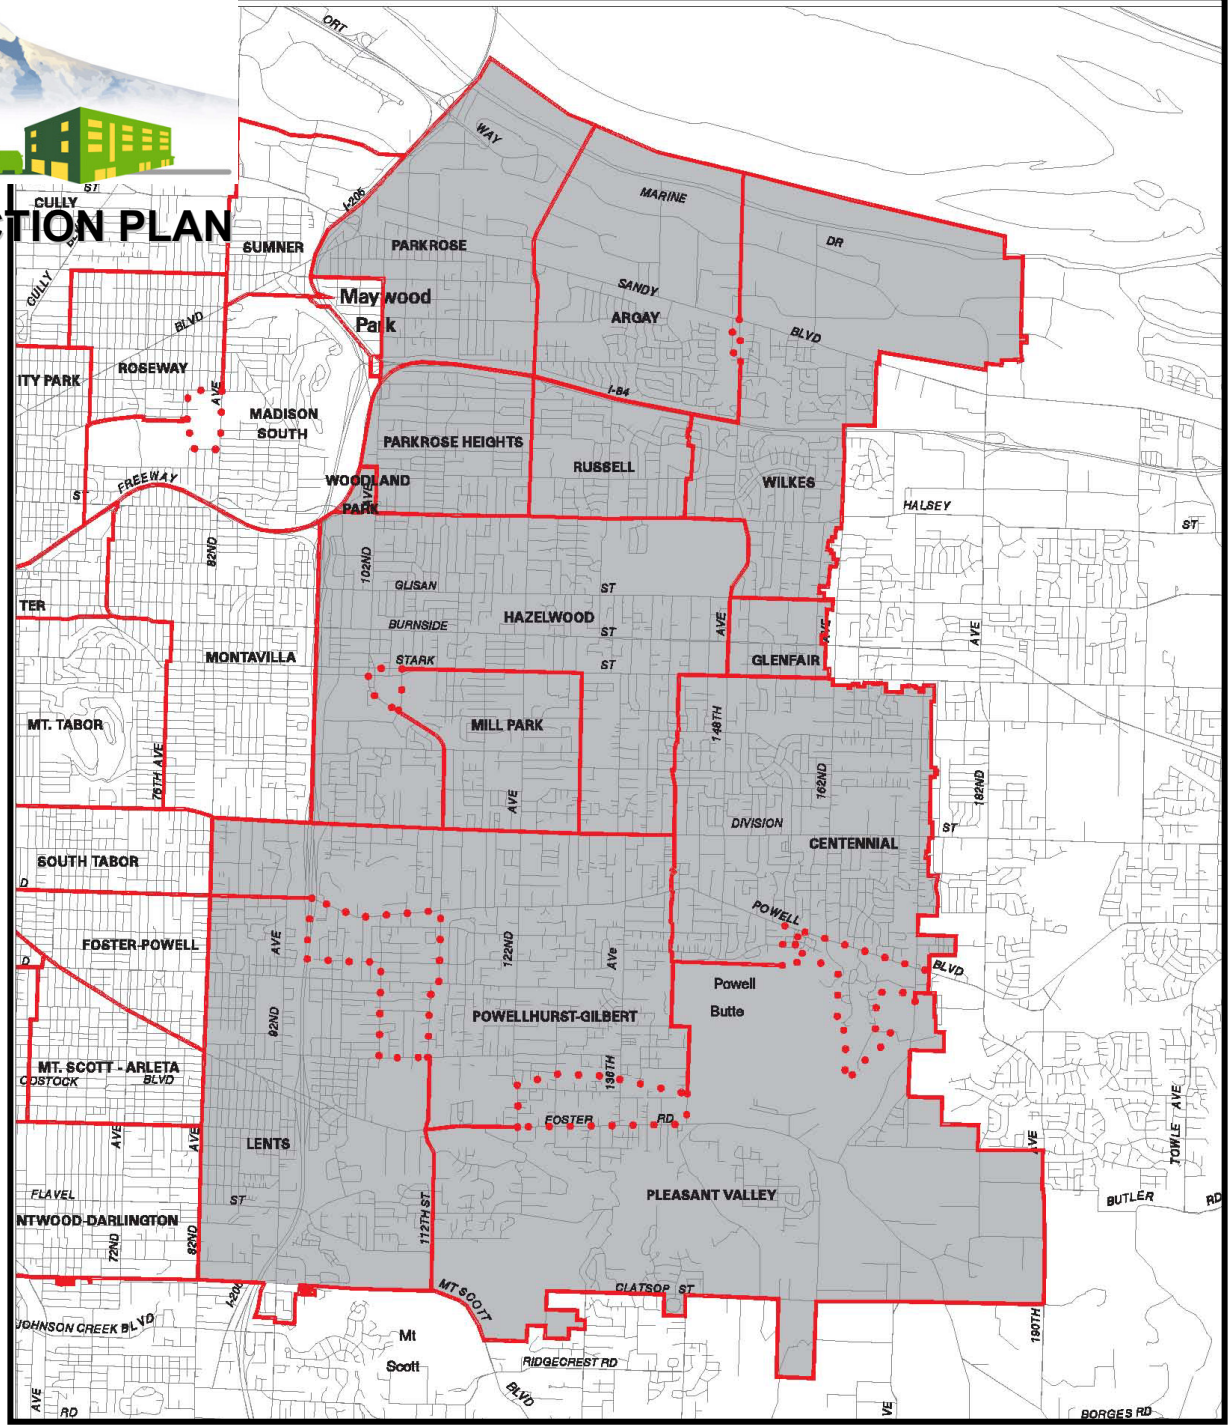 ORT
WAY
ST
CULLY
CTION PLAN
BLVD
I-205
MARINE
SUMNER
PARKROSE
DR
CULLY
SANDY
Maywood
Park
ARGAY
BLVD
BLVD
ROSEWAY
ITY PARK
AVE
I-84
MADISON
SOUTH
PARKROSE HEIGHTS
RUSSELL
FREEWAY
WOODLAND
PARK
AVE
WILKES
S
HALSEY
ST
82ND
102ND
GLISAN
ST
TER
HAZELWOOD
BURNSIDE
ST
AVE
AVE
AVE
MONTAVILLA
STARK
ST
GLENFAIR
MT. TABOR
MILL PARK
148TH
76TH AVE
AVE
162ND
182ND
DIVISION
ST
CENTENNIAL
SOUTH TABOR
D
POWELL
FOSTER-POWELL
AVE
122ND
AVe
D
BLVD
Powell
Butte
92ND
POWELLHURST-GILBERT
MT. SCOTT - ARLETA
ODSTOCK
BLVD
136TH
FOSTER
RD
TOWLE AVE
AVE
AVE
LENTS
AVE
FLAVEL
ST
PLEASANT VALLEY
BUTLER
RD
NTWOOD-DARLINGTON
72ND
82ND
112TH ST
I-205
MT SCOTT
CLATSOP ST
JOHNSON CREEK BLVD
Mt
Scott
190TH
RIDGECREST RD
BLVD
AVE
RD
VE
BORGES RD